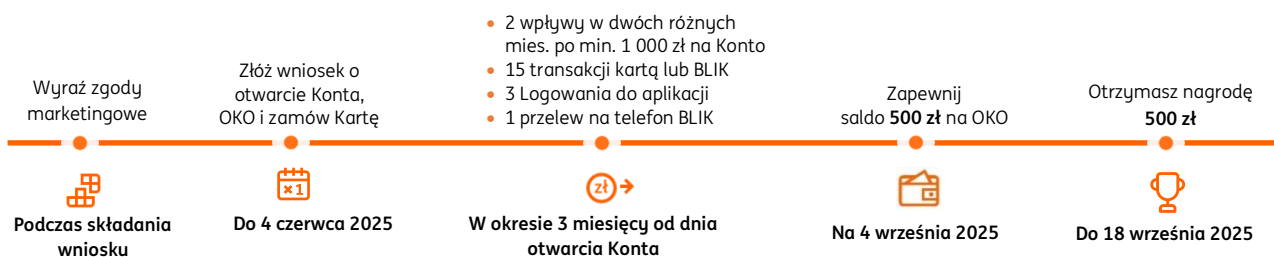 Wyraź zgody
marketingowe
Podczas składania
wniosku
Złóż wniosek o
otwarcie Konta,
OKO i zamów Kartę
×1
Do 4 czerwca 2025
• 2 wpływy w dwóch różnych
mies. po min. 1 000 zł na Konto
• 15 transakcji kartą lub BLIK
• 3 Logowania do aplikacji
• 1 przelew na telefon BLIK
zł
W okresie 3 miesięcy od dnia
otwarcia Konta
Zapewnij
saldo 500 zł na OKO
Na 4 września 2025
Otrzymasz nagrodę
500 zł
Do 18 września 2025